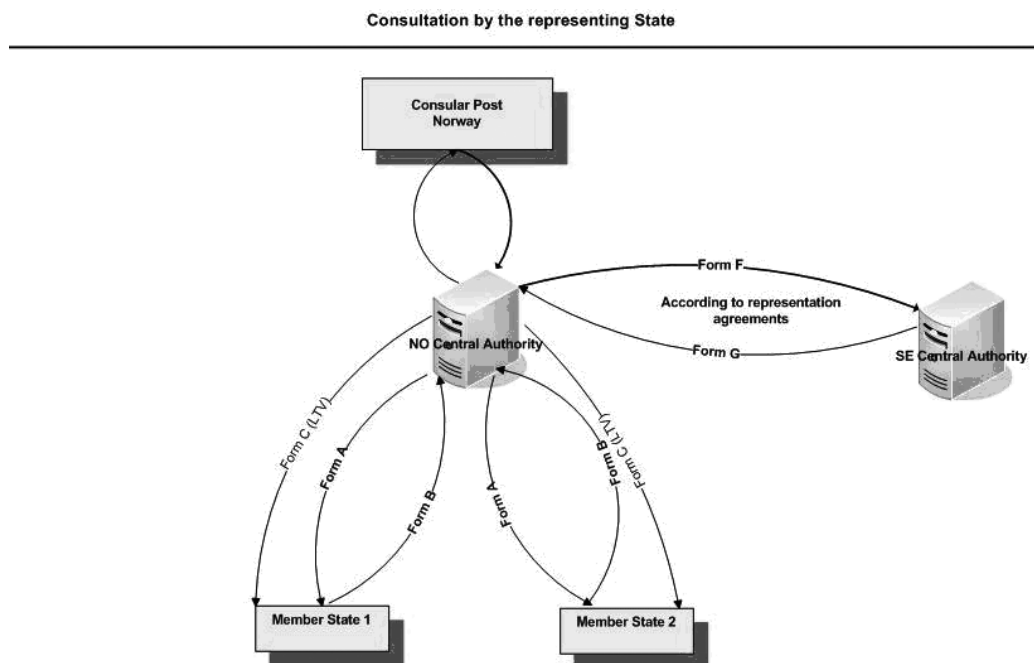 Consultation by the representing State
Consular Post
Norway
Form F
According to representation
agreements
NO Central Authority
Form G
SE Central Authority
Form C (LTV)
Form A
Form B
Form A
Form B
Form C (LTV)
Member State 1
Member State 2